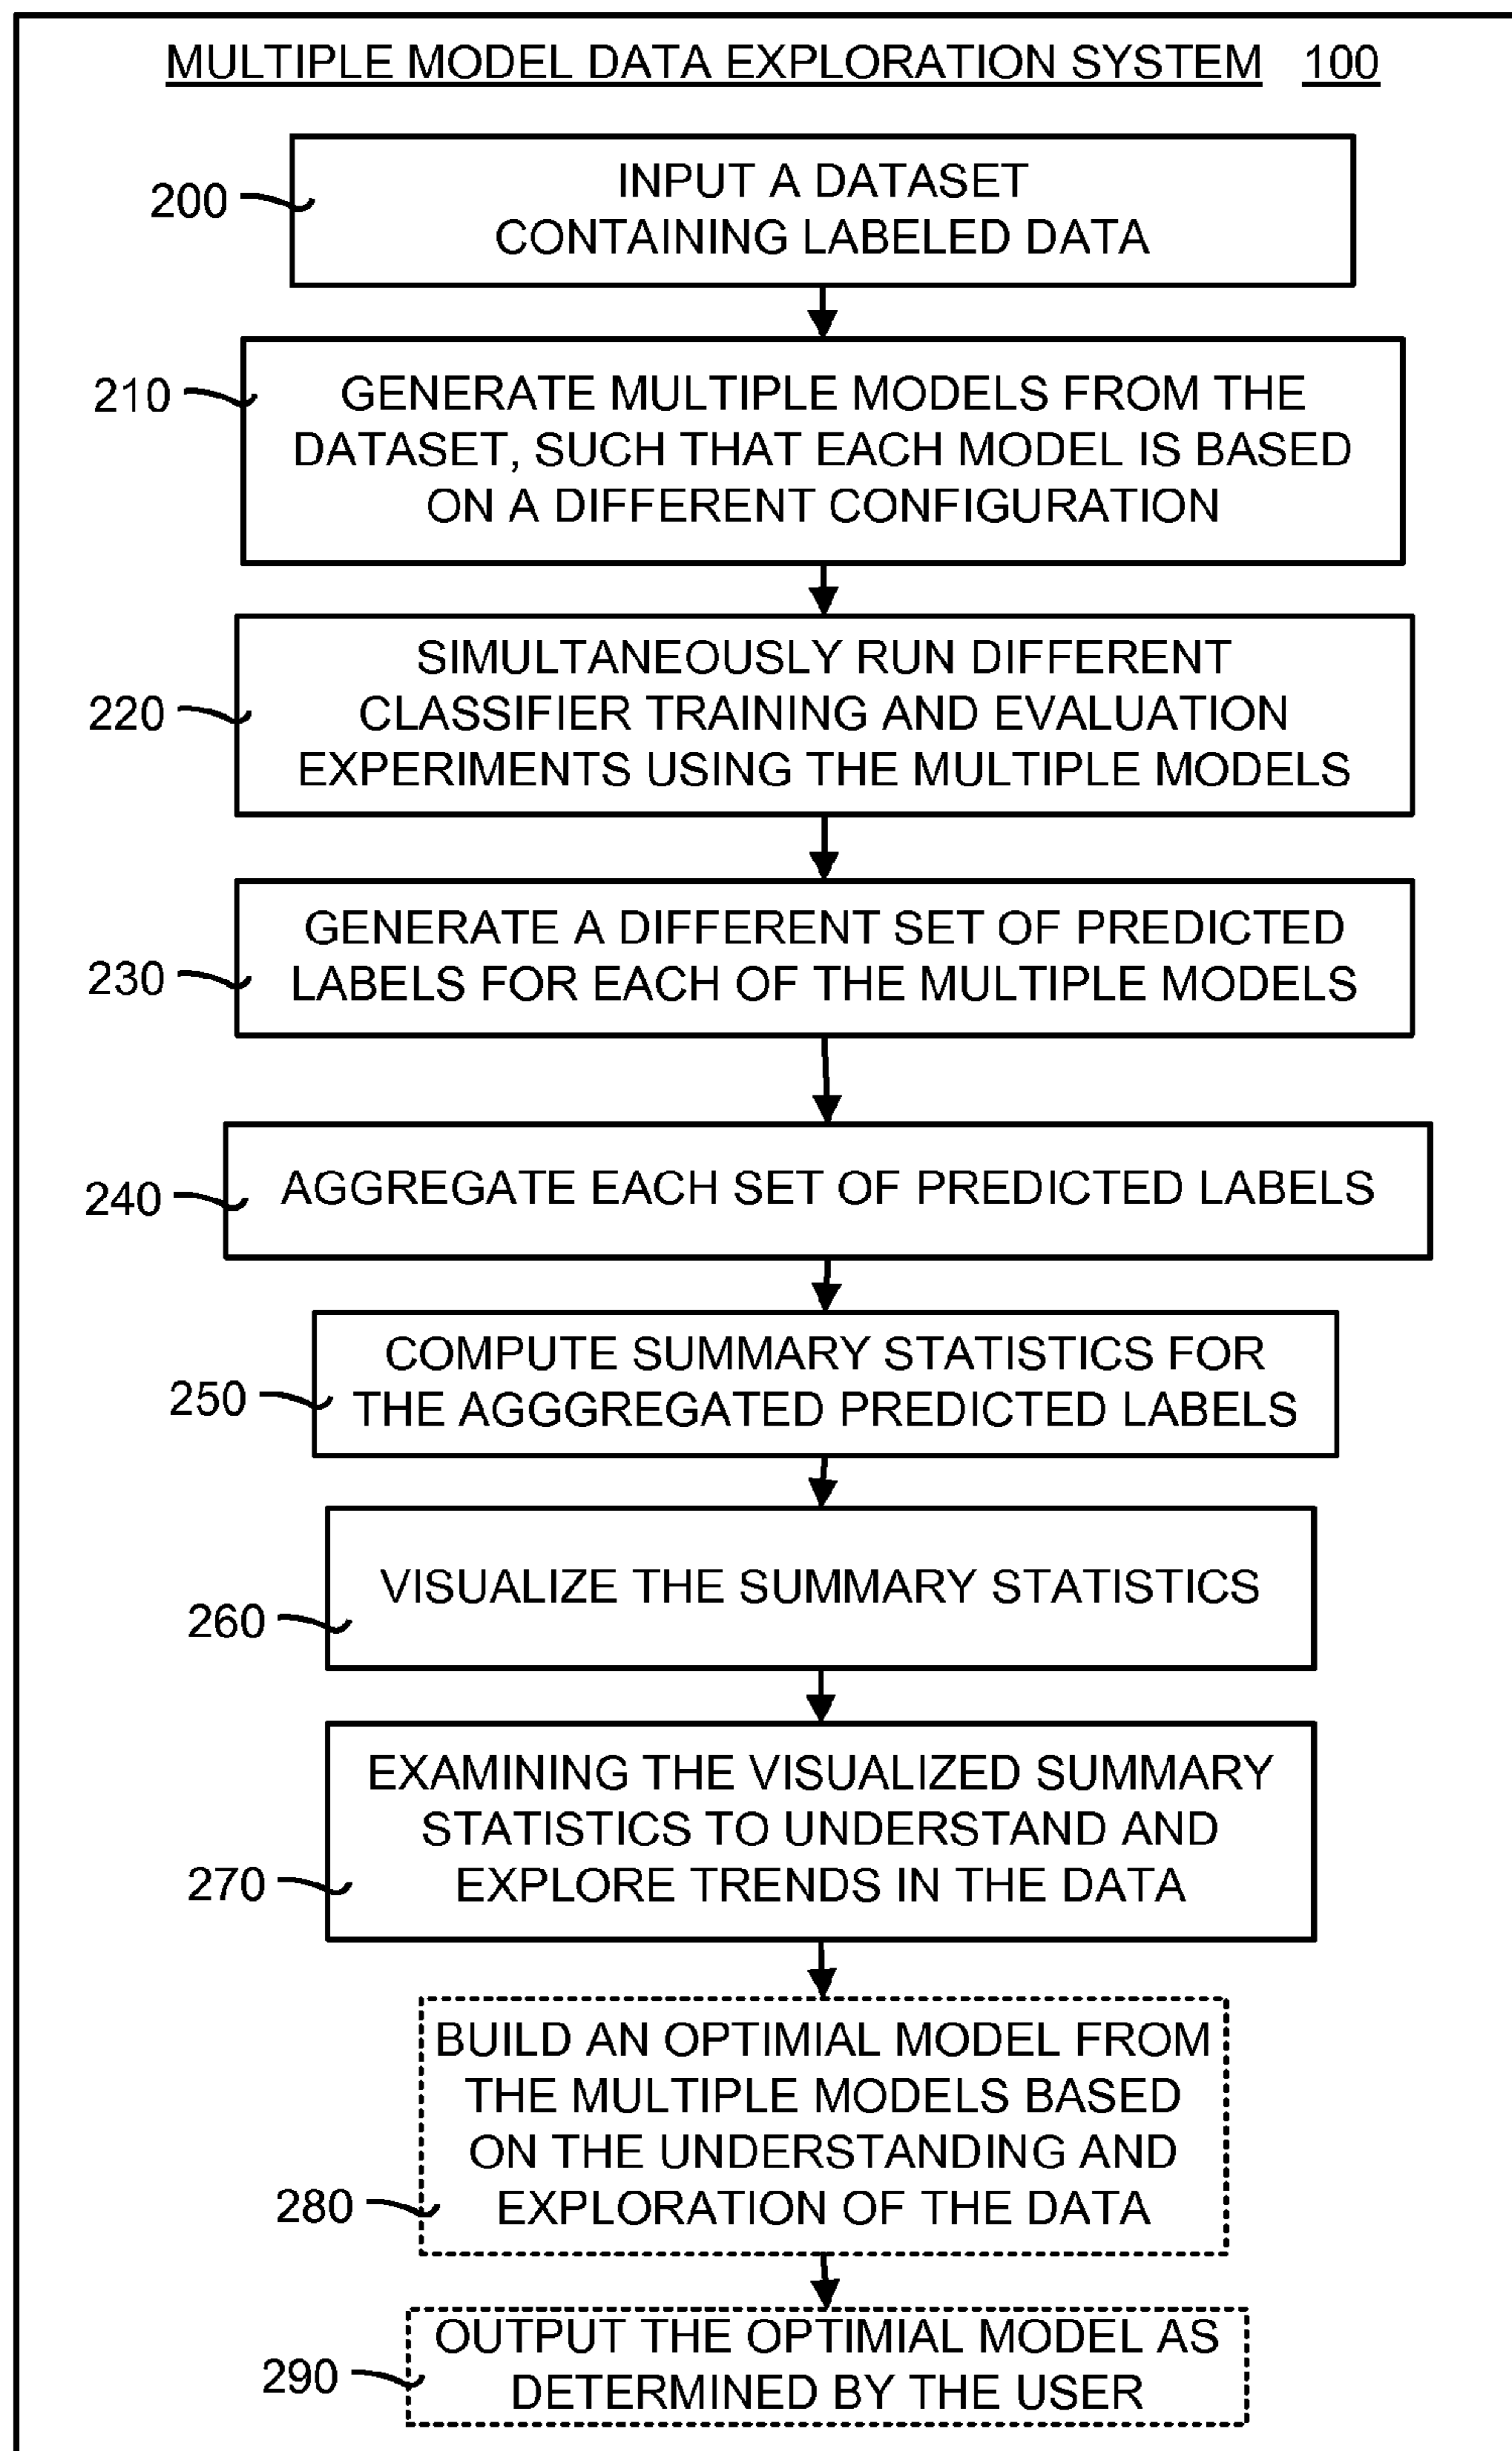 MULTIPLE MODEL DATA EXPLORATION SYSTEM 100
200
INPUT A DATASET
CONTAINING LABELED DATA
210
GENERATE MULTIPLE MODELS FROM THE
DATASET, SUCH THAT EACH MODEL IS BASED
ON A DIFFERENT CONFIGURATION
220
SIMULTANEOUSLY RUN DIFFERENT
CLASSIFIER TRAINING AND EVALUATION
EXPERIMENTS USING THE MULTIPLE MODELS
230
GENERATE A DIFFERENT SET OF PREDICTED
LABELS FOR EACH OF THE MULTIPLE MODELS
240
AGGREGATE EACH SET OF PREDICTED LABELS
250
COMPUTE SUMMARY STATISTICS FOR
THE AGGGREGATED PREDICTED LABELS
260
VISUALIZE THE SUMMARY STATISTICS
270
EXAMINING THE VISUALIZED SUMMARY
STATISTICS TO UNDERSTAND AND
EXPLORE TRENDS IN THE DATA
280
BUILD AN OPTIMIAL MODEL FROM
THE MULTIPLE MODELS BASED
ON THE UNDERSTANDING AND
EXPLORATION OF THE DATA
290
OUTPUT THE OPTIMIAL MODEL AS
DETERMINED BY THE USER